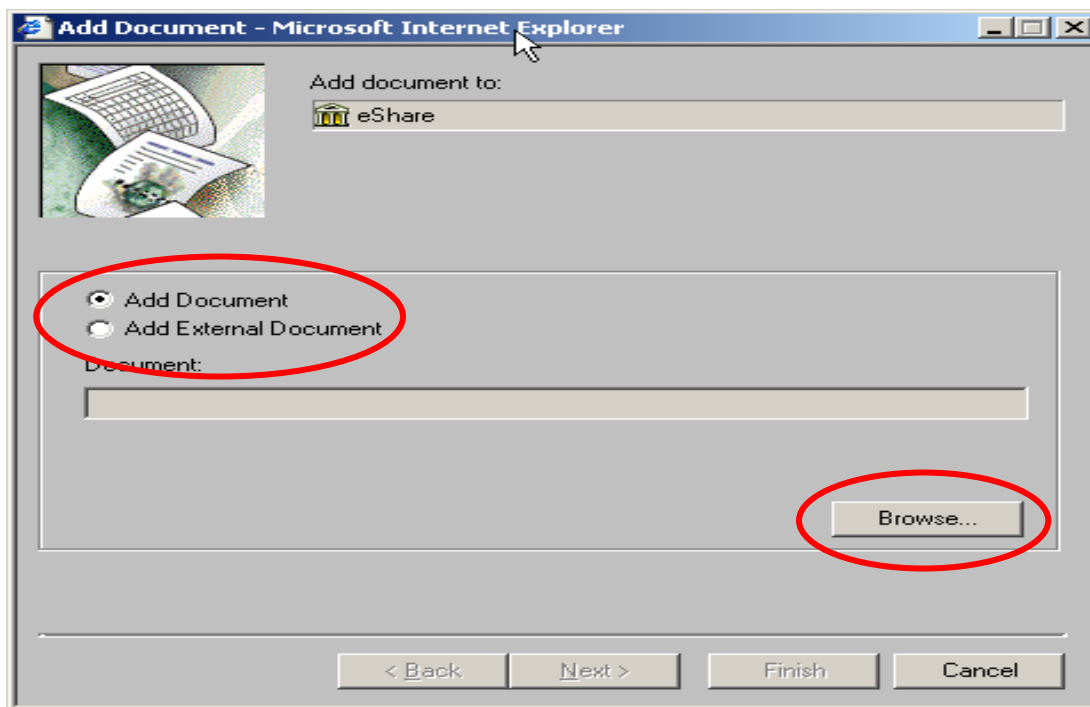 Add Document - Microsoft Internet Explorer
Add document to:
eShare
Add Document
Add External Document
Document:
Browse...
< Back
Next >
Finish
Cancel